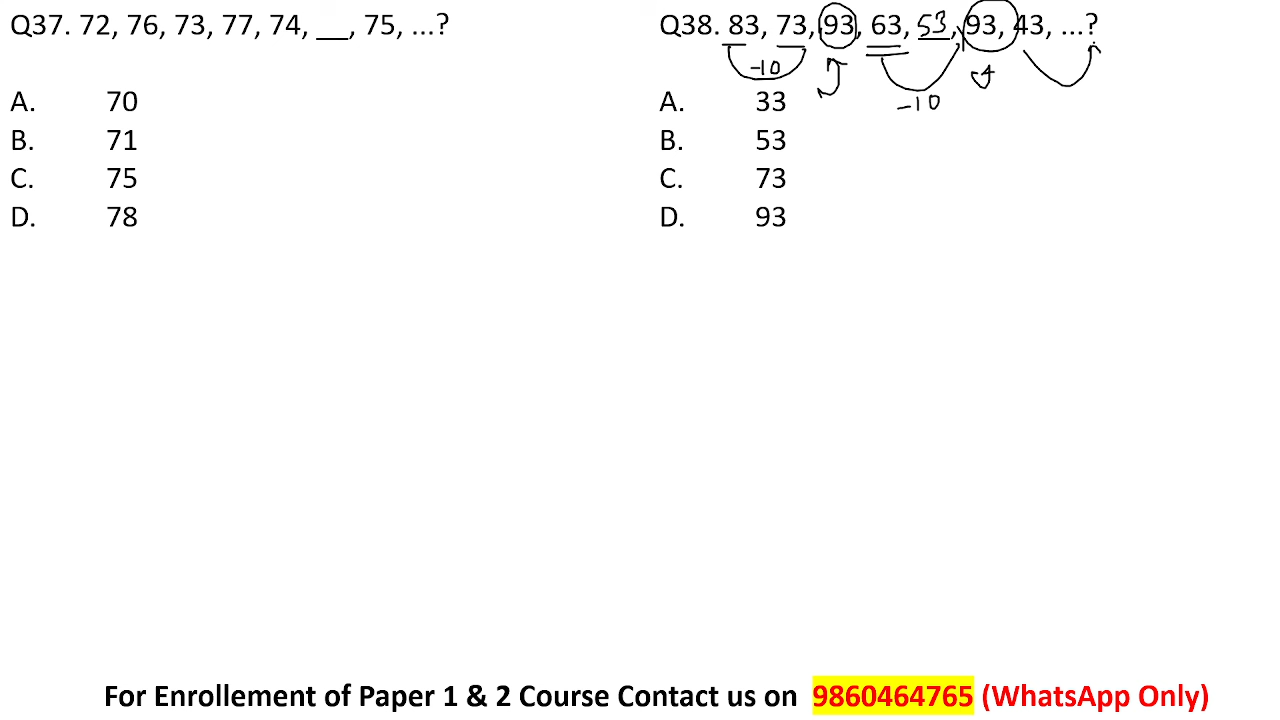 Q37. 72, 76, 73, 77, 74, __, 75, ...?
A. 70
B. 71
C. 75
D. 78
Q38. 83, 73, 93, 63, 53, 93, 43, ...?
-10
-10
A. 33
B. 53
C. 73
D. 93
For Enrollement of Paper 1 & 2 Course Contact us on 9860464765 (WhatsApp Only)